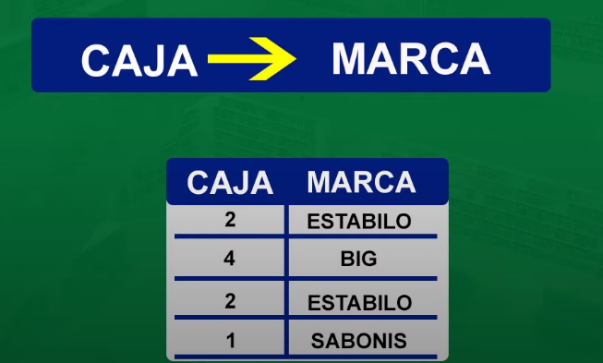 CAJA → MARCA
CAJA MARCA
2 ESTABILO
4 BIG
2 ESTABILO
1 SABONIS